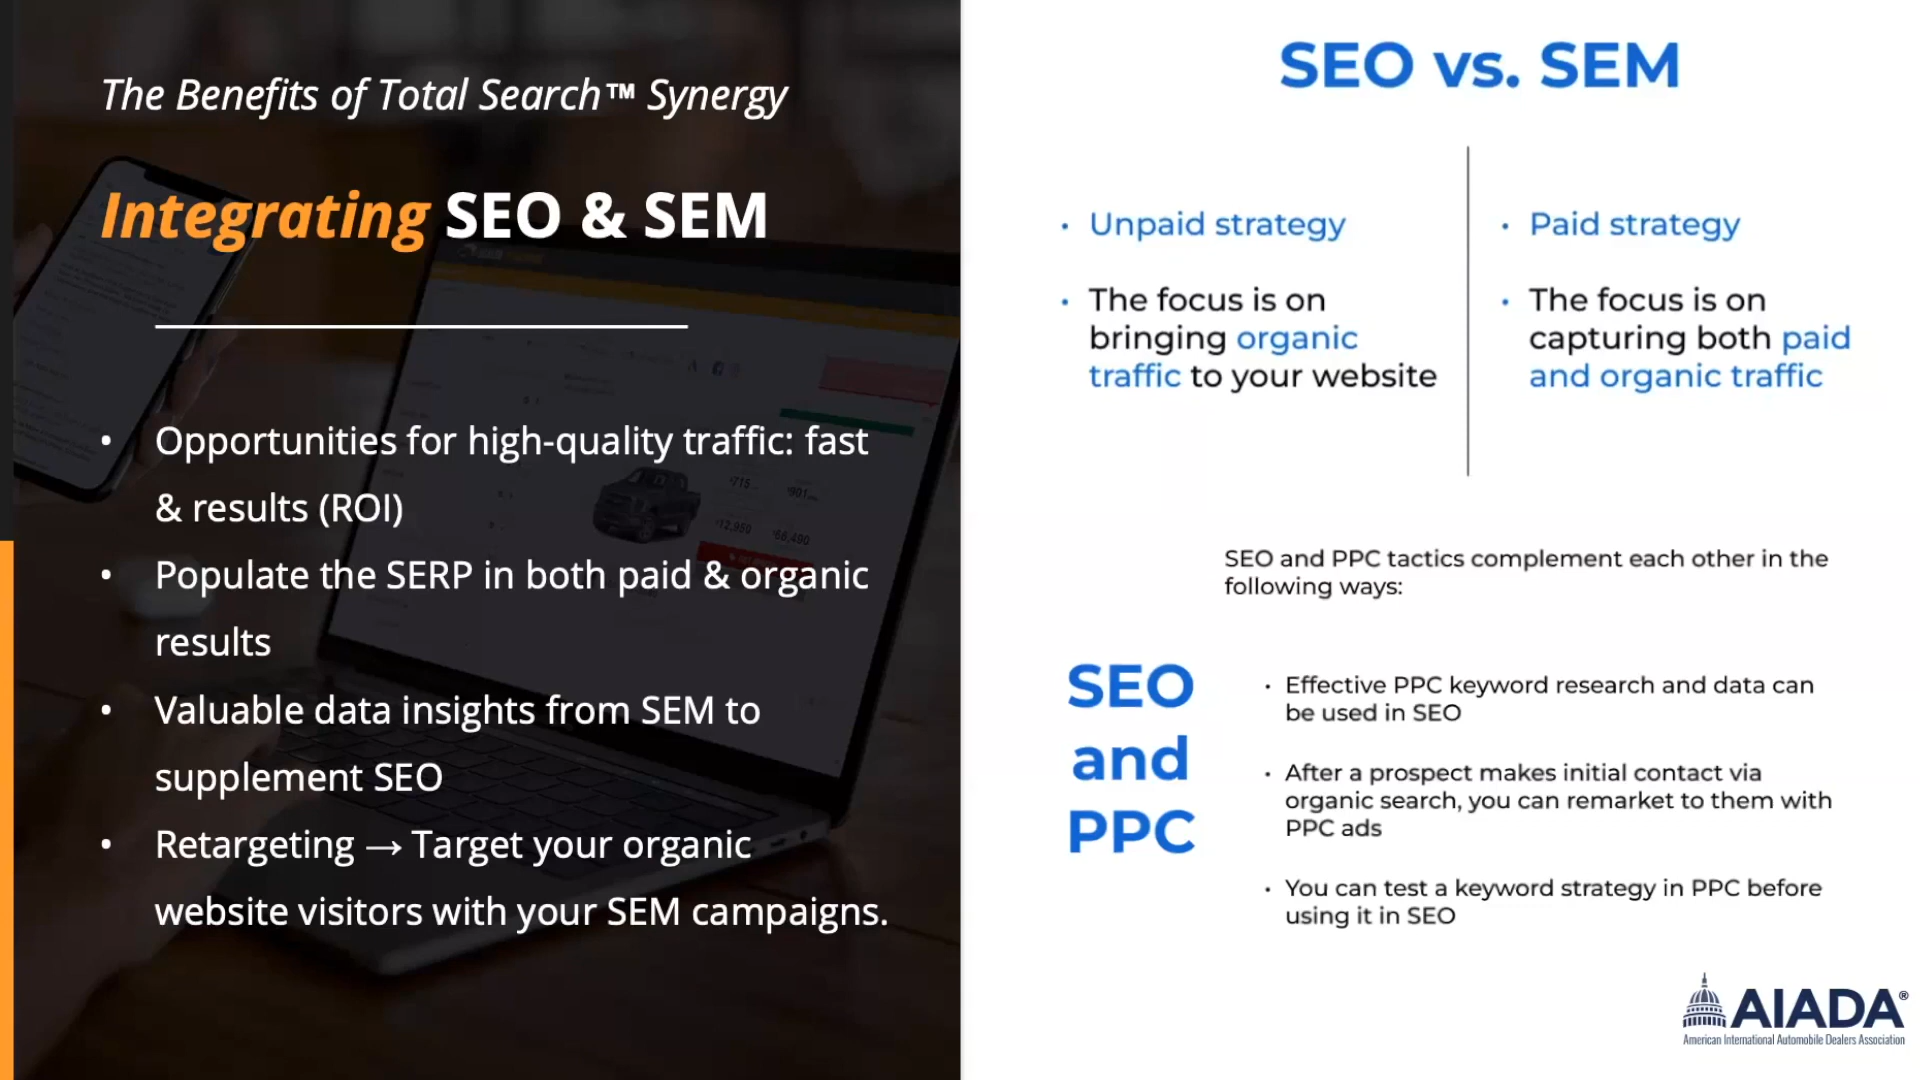 The Benefits of Total Search™ Synergy
Integrating SEO & SEM
• Opportunities for high-quality traffic: fast
& results (ROI)
• Populate the SERP in both paid & organic
results
• Valuable data insights from SEM to
supplement SEO
• Retargeting → Target your organic
website visitors with your SEM campaigns.
SEO vs. SEM
• Unpaid strategy
• The focus is on
bringing organic
traffic to your website
• Paid strategy
• The focus is on
capturing both paid
and organic traffic
SEO and PPC tactics complement each other in the
following ways:
SEO
and
PPC
• Effective PPC keyword research and data can
be used in SEO
• After a prospect makes initial contact via
organic search, you can remarket to them with
PPC ads
• You can test a keyword strategy in PPC before
using it in SEO
AIADA®
American International Automobile Dealers Association